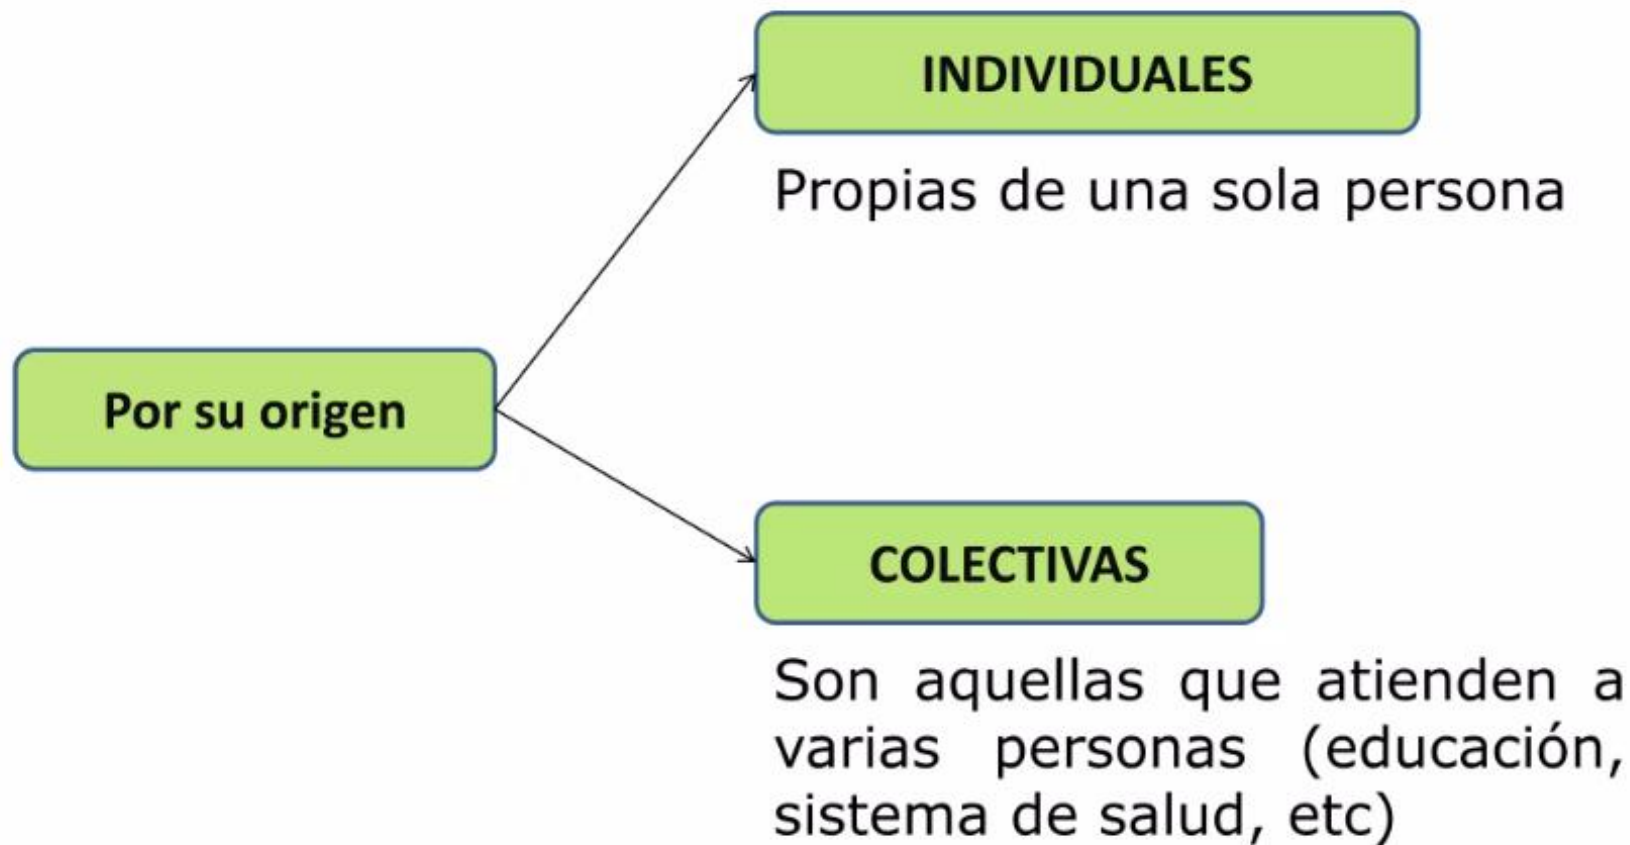 INDIVIDUALES
Propias de una sola persona
Por su origen
COLECTIVAS
Son aquellas que atienden a
varias personas (educación,
sistema de salud, etc)